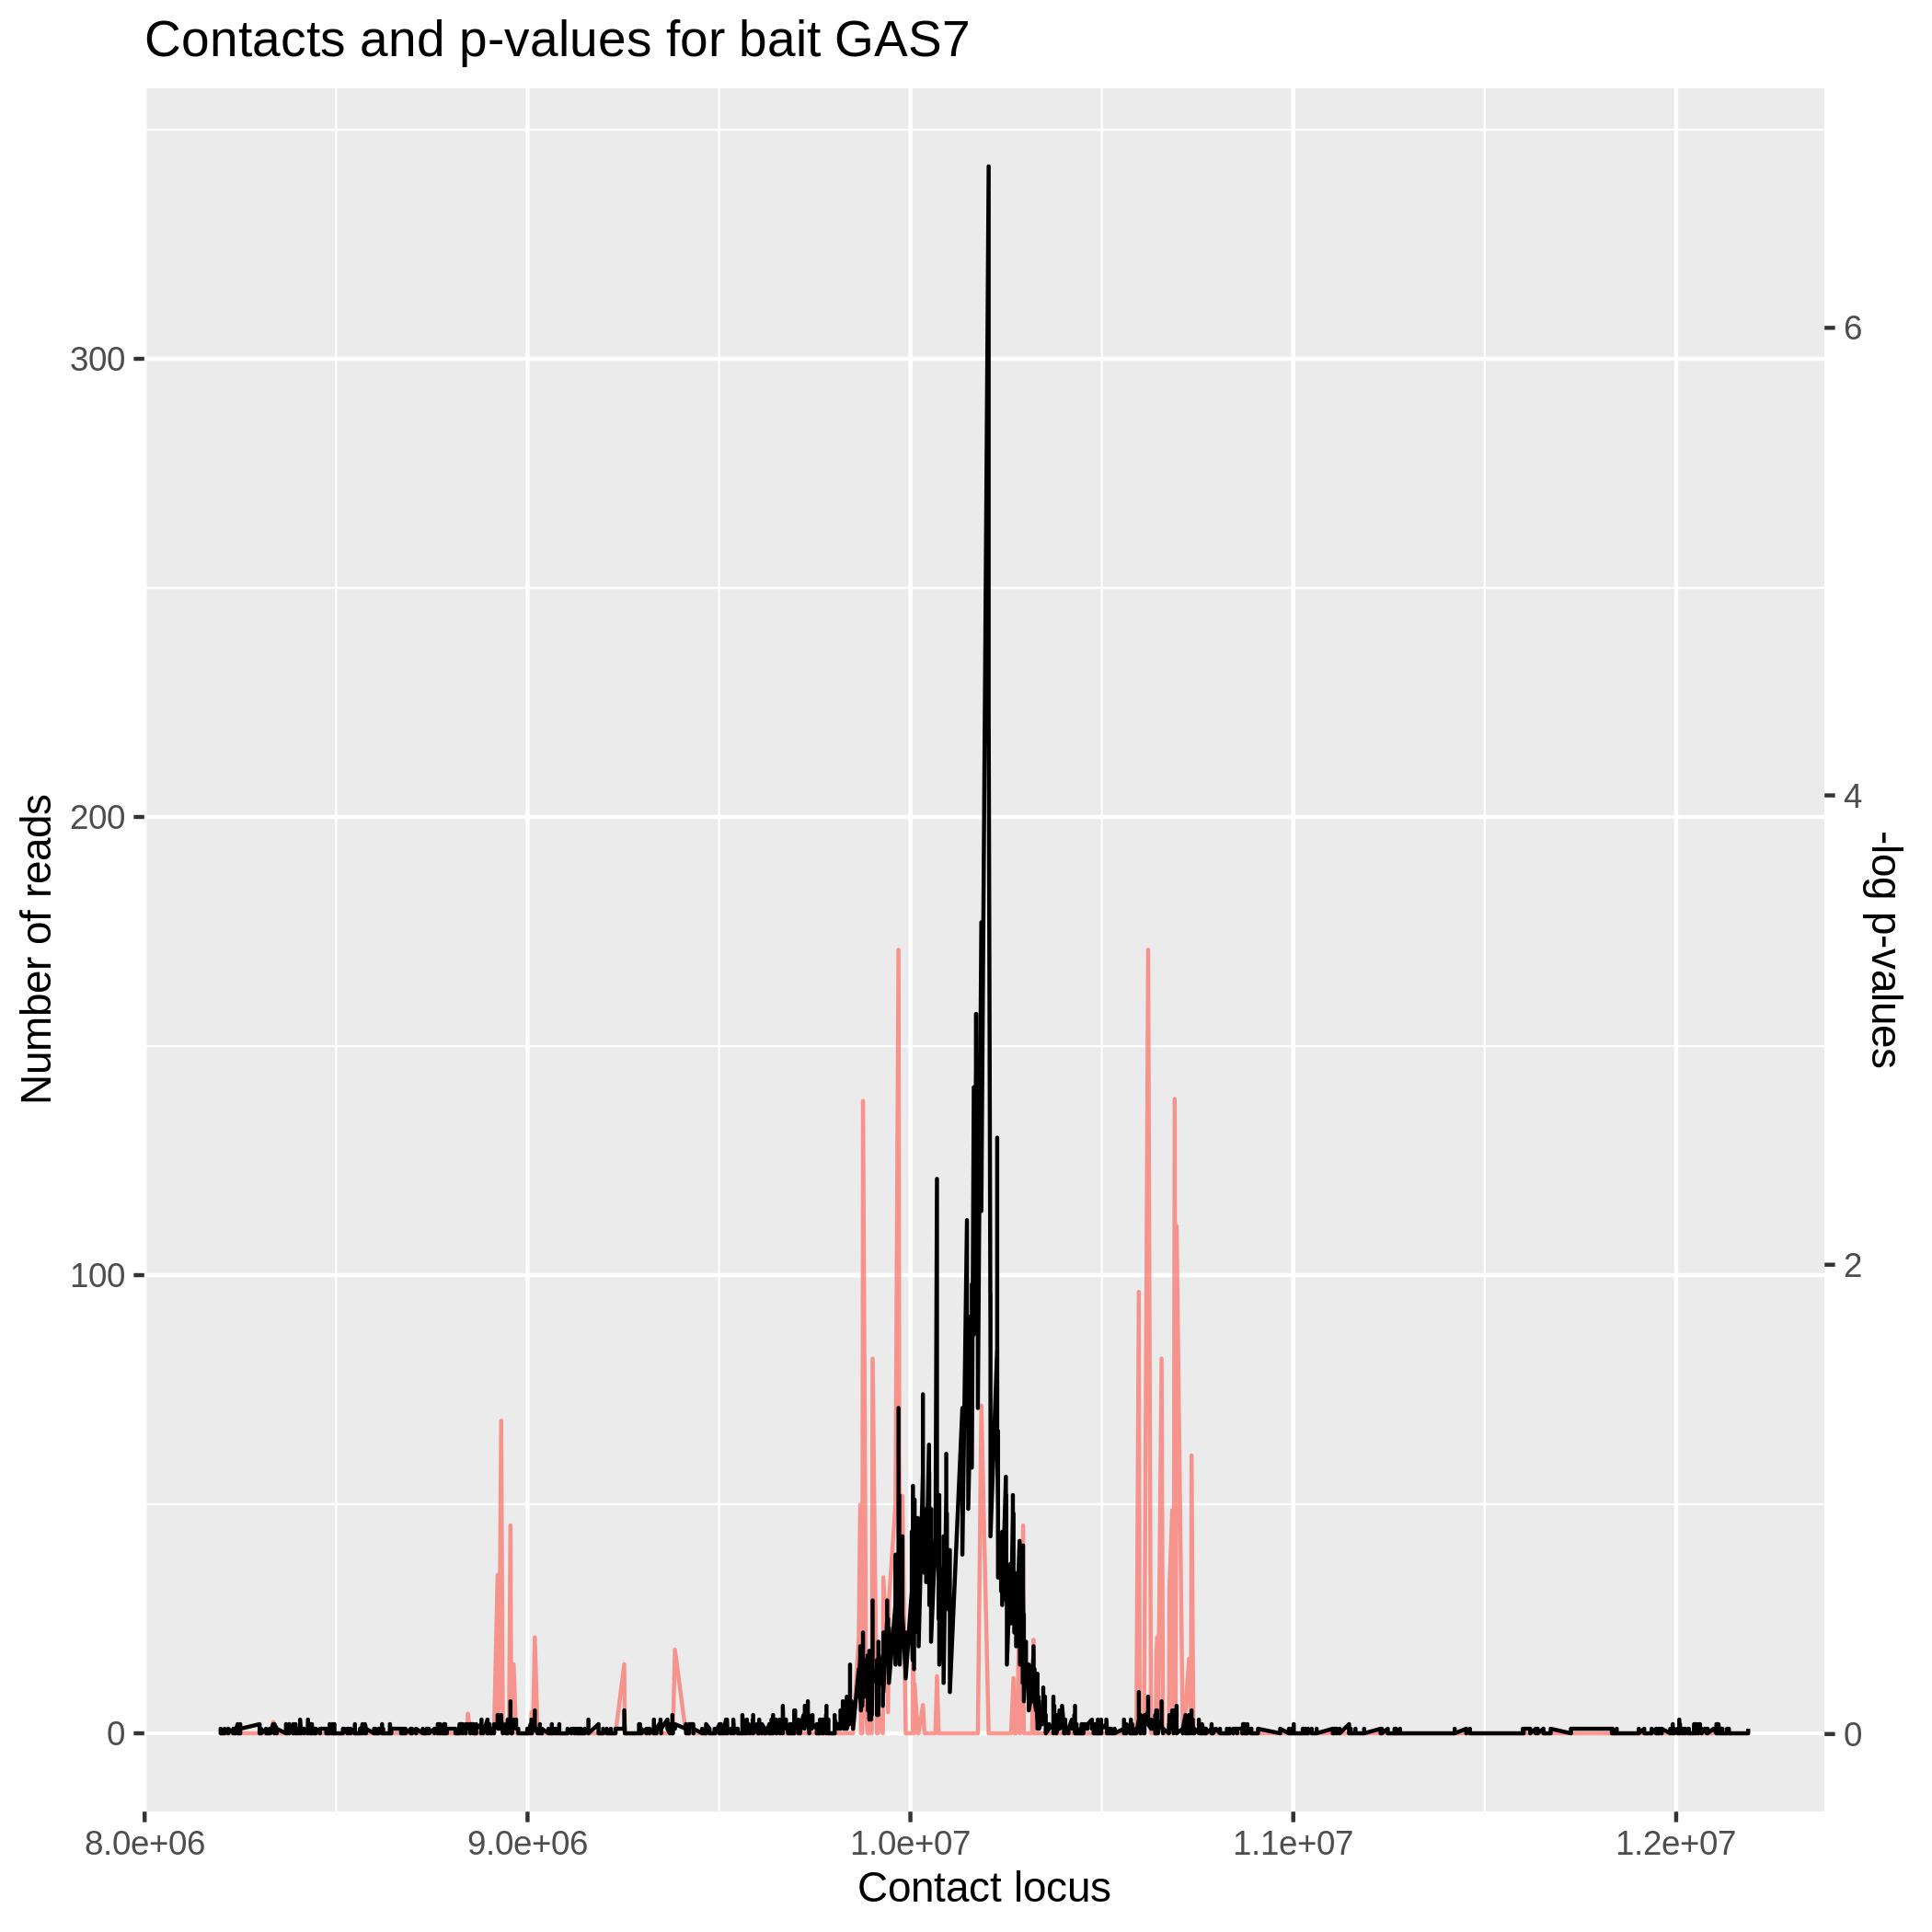 Contacts and p-values for bait GAS7
Number of reads
300
200
100
0
6
4
2
0
-log p-values
8.0e+06 9.0e+06 1.0e+07 1.1e+07 1.2e+07
Contact locus